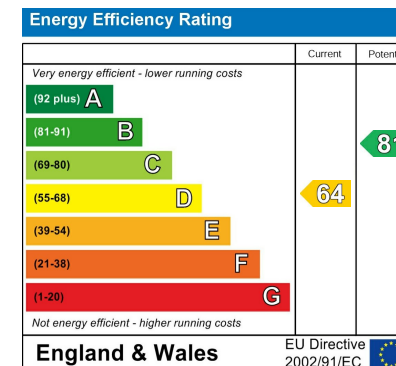 Energy Efficiency Rating
Current
Very energy efficient - lower running costs
(92 plus) A
(81-91) B
(69-80) C
(55-68) D
64
(39-54) E
(21-38) F
(1-20) G
Not energy efficient - higher running costs
England & Wales
EU Directive
2002/91/EC